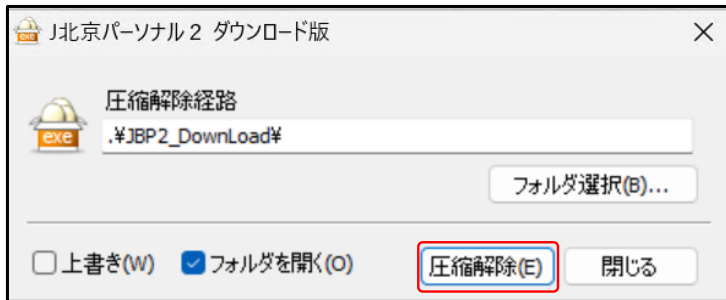 J北京パーソナル2 ダウンロード版
圧縮解除経路
exe
.¥JBP2_DownLoad¥
フォルダ選択(B)...
上書き(W) フォルダを開く(O) 圧縮解除(E) 閉じる